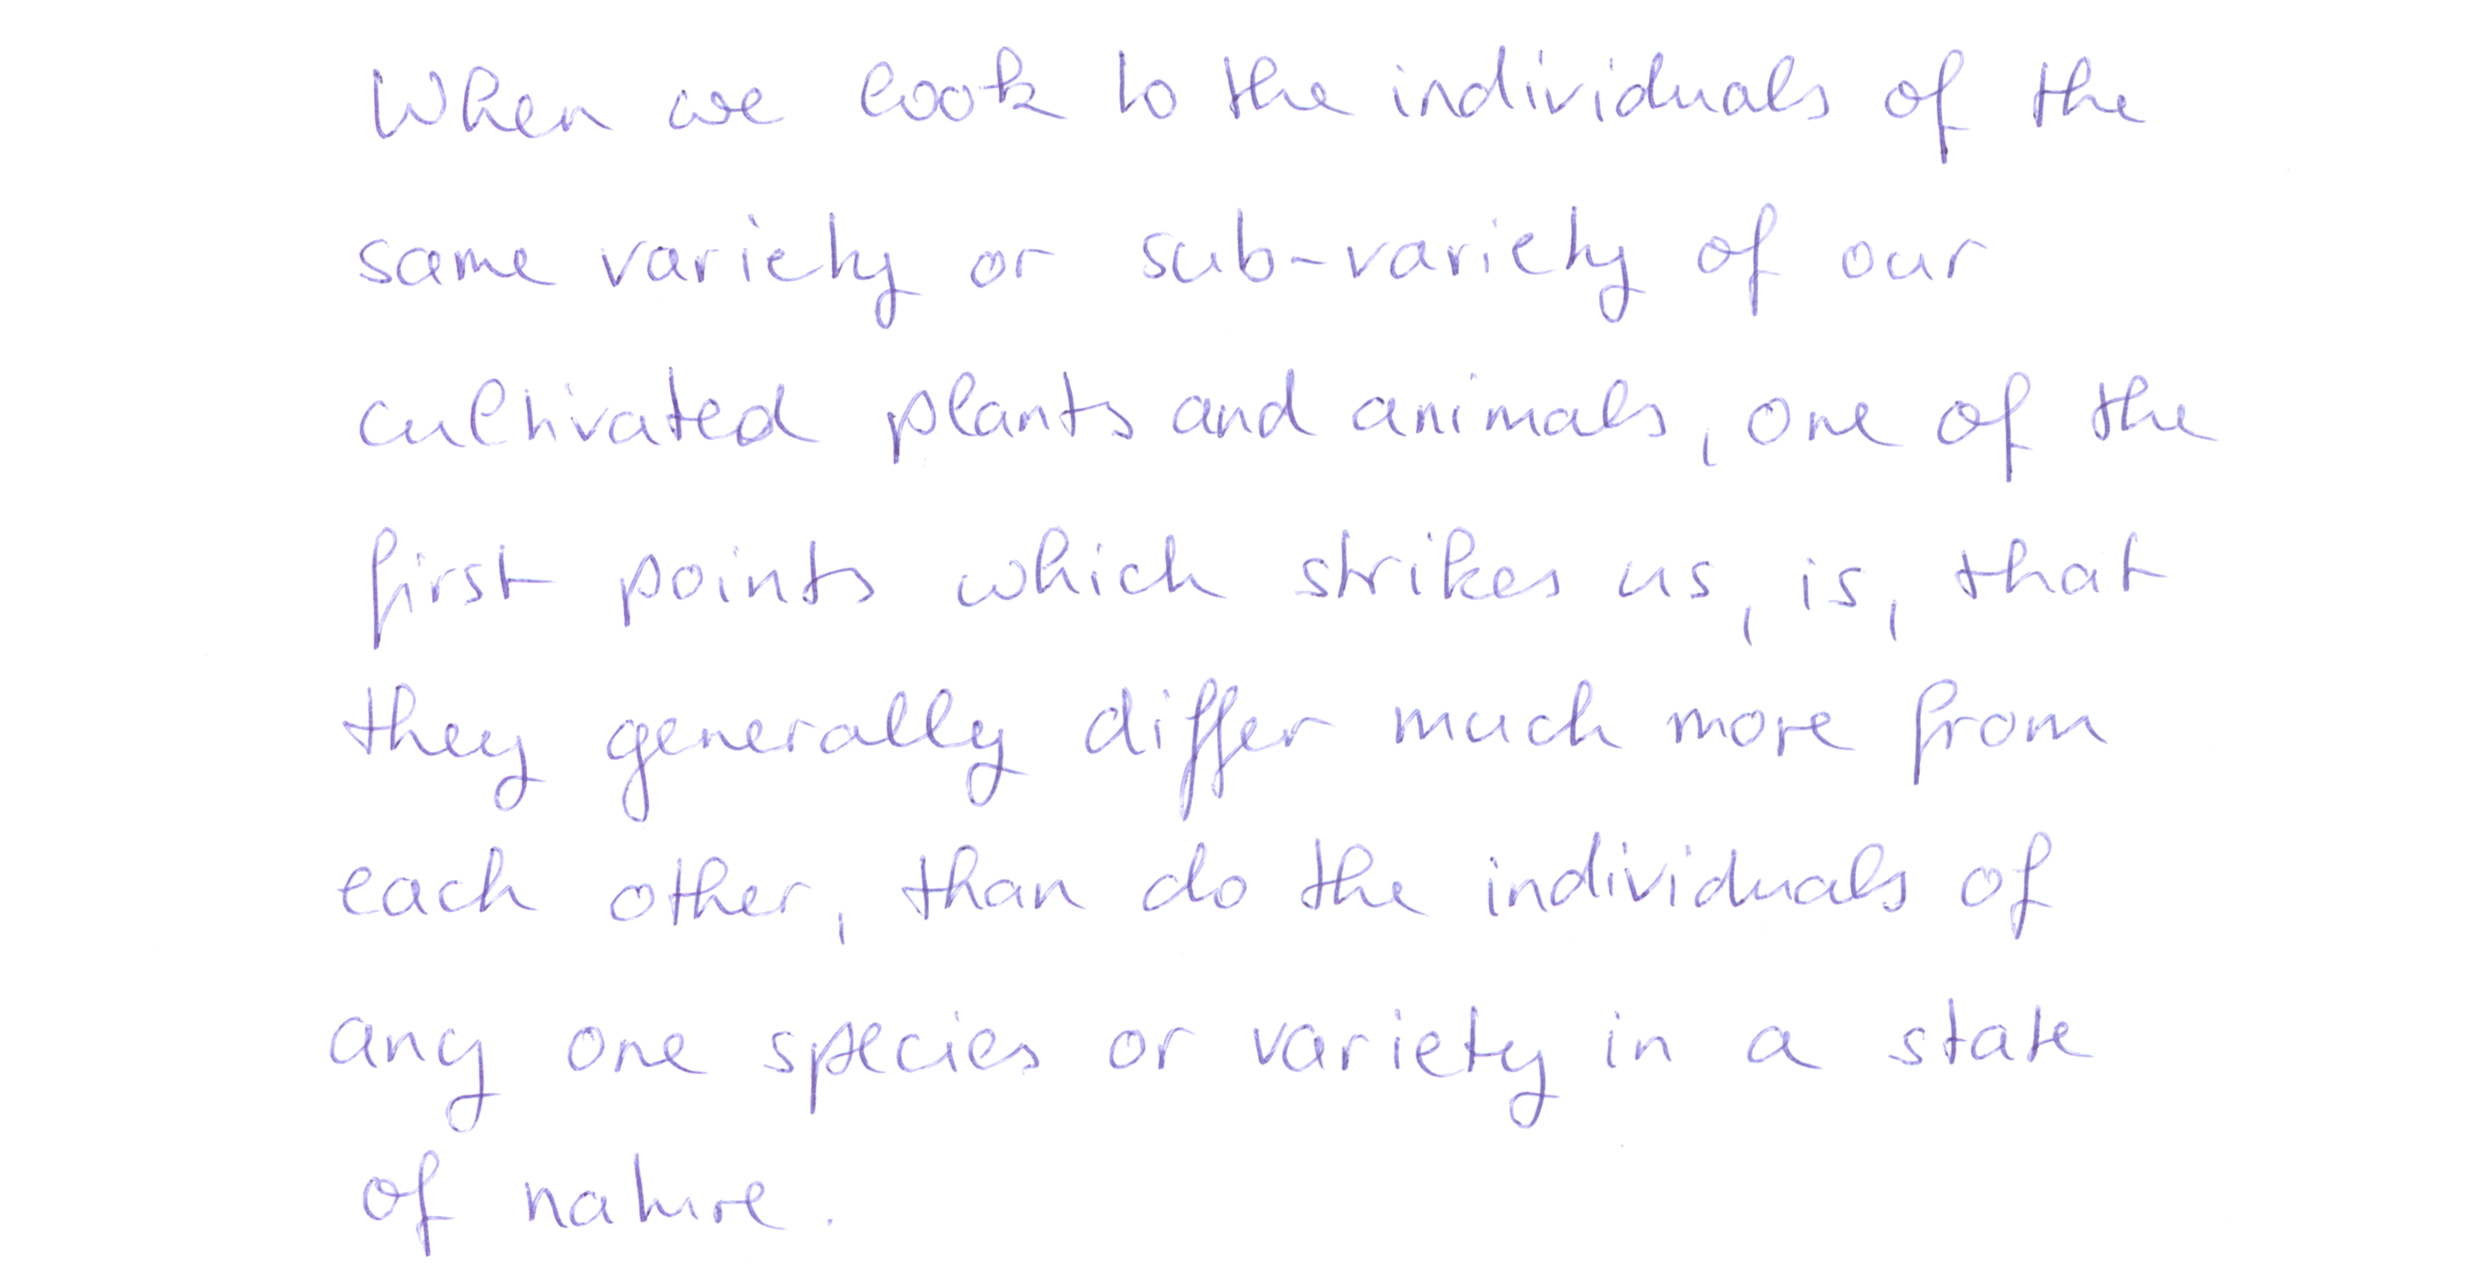 When we look to the individuals of the
same variety or sub-variety of our
cultivated plants and animals, one of the
first points which strikes us, is, that
they generally differ much more from
each other, than do the individuals of
any one species or variety in a state
of nature.